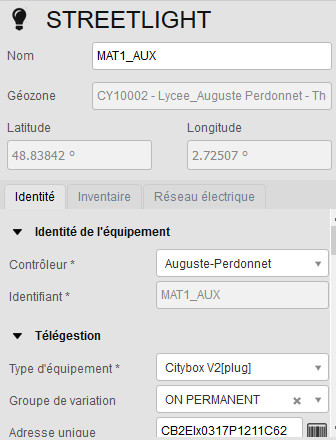 STREETLIGHT
Nom MAT1_AUX
Géozone CY10002 - Lycee_Auguste Perdonnet - Th
Latitude Longitude
48.83842 º 2.72507 º
Identité Inventaire Réseau électrique
Identité de l'équipement
Contrôleur * Auguste-Perdonnet
Identifiant * MAT1_AUX
Télégestion
Type d'équipement * Citybox V2[plug]
Groupe de variation ON PERMANENT
Adresse unique CB2Elx0317P1211C62